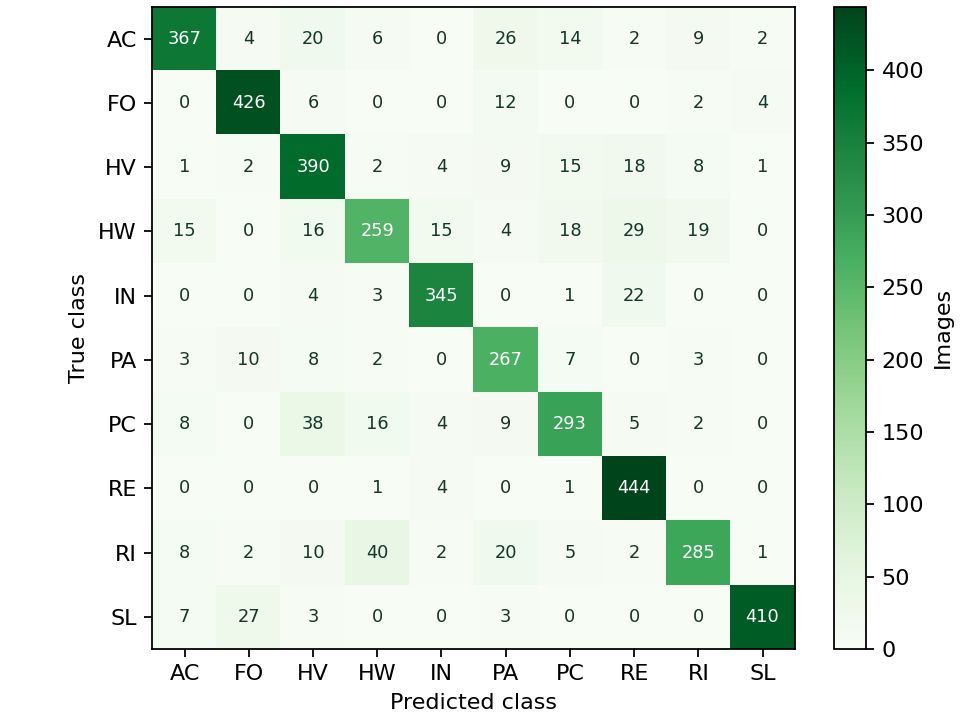 AC 367 4 20 6 0 26 14 2 9 2
FO 0 426 6 0 0 12 0 0 2 4
HV 1 2 390 2 4 9 15 18 8 1
HW 15 0 16 259 15 4 18 29 19 0
IN 0 0 4 3 345 0 1 22 0 0
PA 3 10 8 2 0 267 7 0 3 0
PC 8 0 38 16 4 9 293 5 2 0
RE 0 0 0 1 4 0 1 444 0 0
RI 8 2 10 40 2 20 5 2 285 1
SL 7 27 3 0 0 3 0 0 0 410
AC FO HV HW IN PA PC RE RI SL
Predicted class
True class
400
350
300
250
200
150
100
50
0
Images